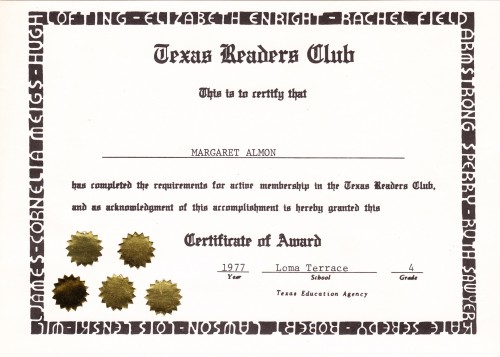 HUGH LOFTING - ELIZABETH ENRIGHT - RACHEL FIELD
ARMSTRONG SPERRY - RUTH SAWYER
KATE SEREDY - ROBERT LAWSON - LOIS LENSKI - WIL
L JAMES - CORNELIA MEIGS -
Texas Readers Club
This is to certify that
MARGARET ALMON
has completed the requirements for active membership in the Texas Readers Club,
and as acknowledgment of this accomplishment is hereby granted this
Certificate of Award
1977 Loma Terrace 4
Year School Grade
Texas Education Agency